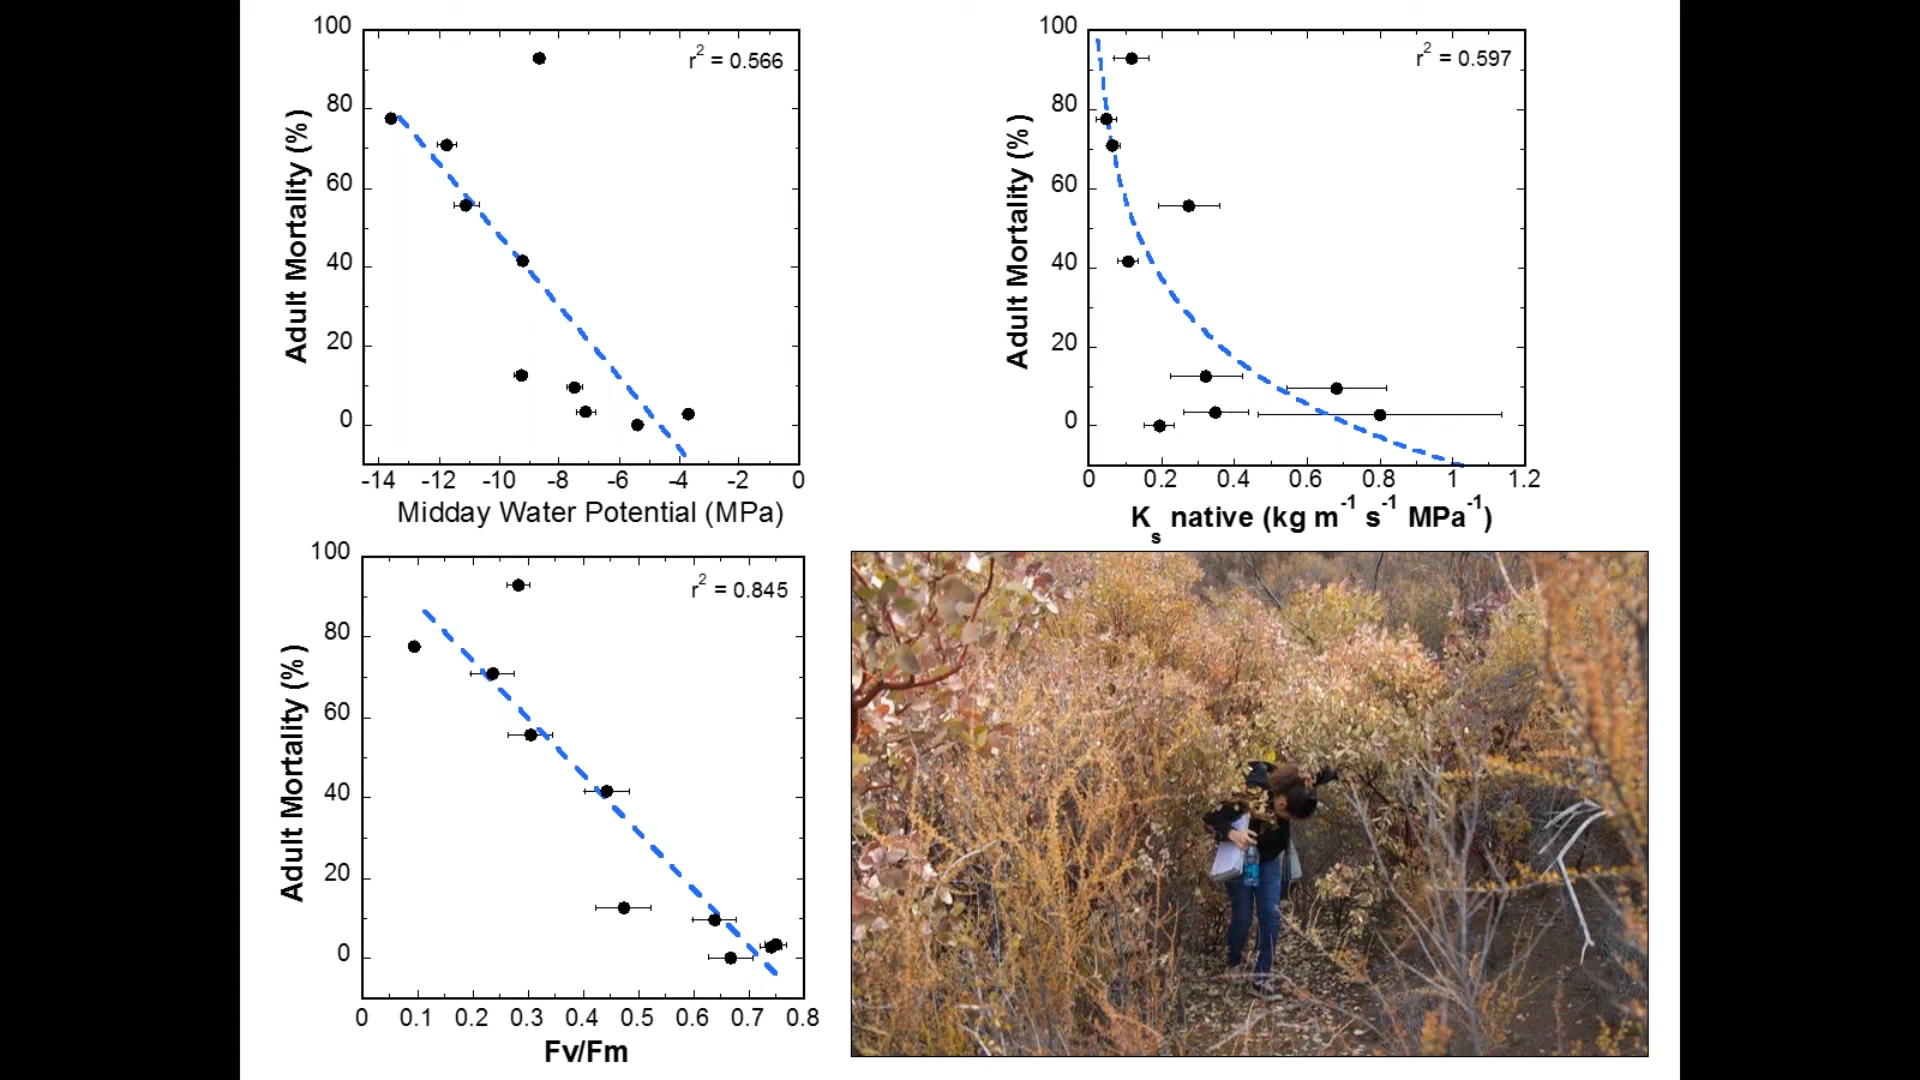 100
80
60
40
20
0
Adult Mortality (%)
r² = 0.566
-14 -12 -10 -8 -6 -4 -2 0
Midday Water Potential (MPa)
100
80
60
40
20
0
Adult Mortality (%)
r² = 0.597
0 0.2 0.4 0.6 0.8 1 1.2
Kₛ native (kg m⁻¹ s⁻¹ MPa⁻¹)
100
80
60
40
20
0
Adult Mortality (%)
r² = 0.845
0 0.1 0.2 0.3 0.4 0.5 0.6 0.7 0.8
Fv/Fm